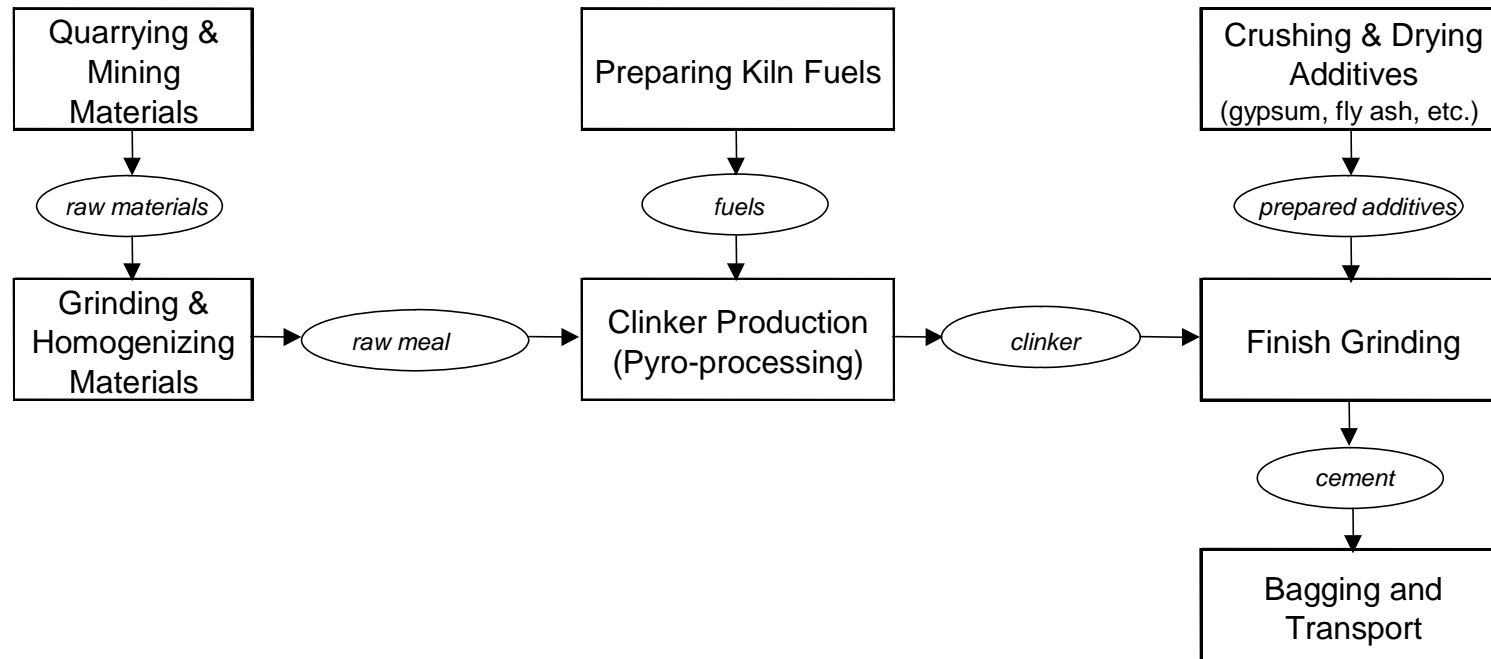 Quarrying &
Mining
Materials
Preparing Kiln Fuels
Crushing & Drying
Additives
(gypsum, fly ash, etc.)
raw materials
fuels
prepared additives
Grinding &
Homogenizing
Materials
raw meal
Clinker Production
(Pyro-processing)
clinker
Finish Grinding
cement
Bagging and
Transport